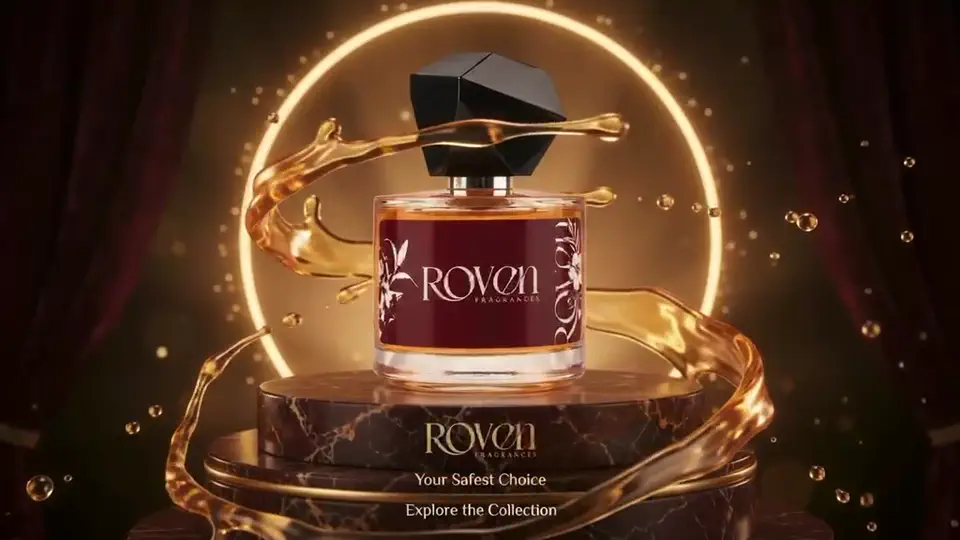 ROVEN
FRAGRANCES
ROVEN
ROVEN
FRAGRANCES
Your Safest Choice
Explore the Collection